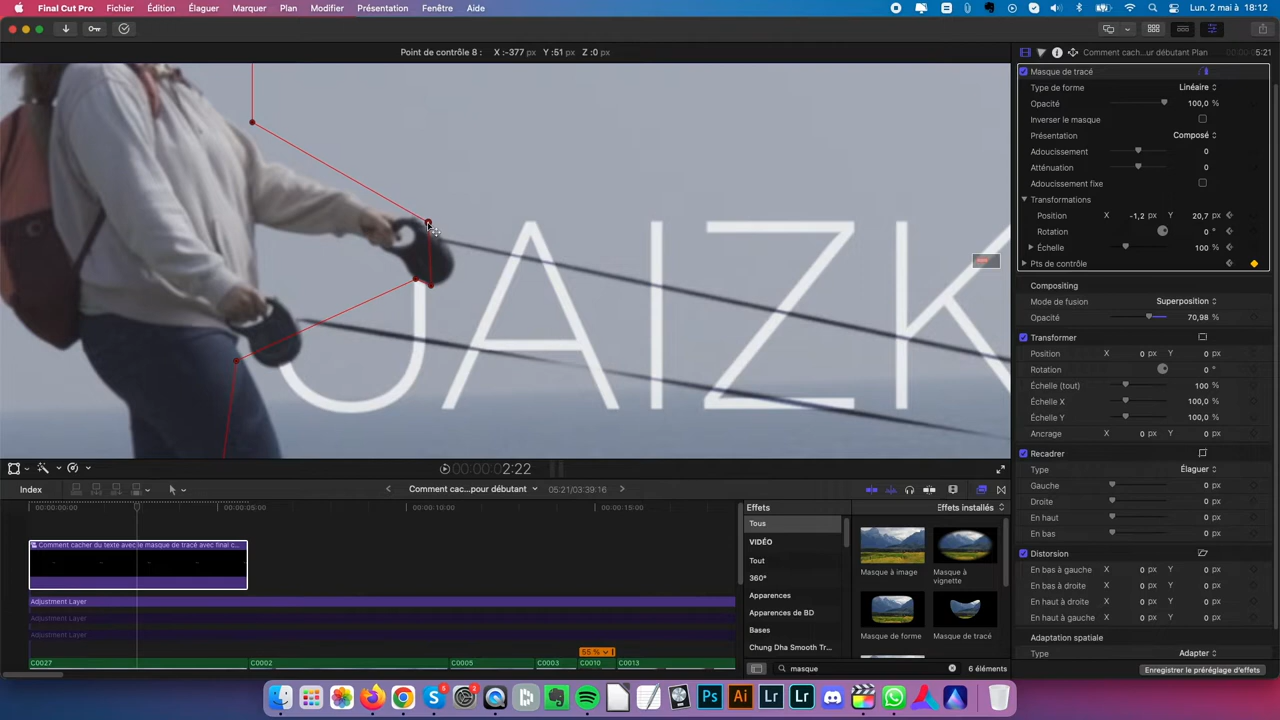 Final Cut Pro Fichier Édition Élaguer Marquer Plan Modifier Présentation Fenêtre Aide Lun. 2 mai à 18:12
Point de contrôle 8 : X :-377 px Y :51 px Z :0 px
Comment cach...ur débutant Plan 5:21
JAIZK
Masque de tracé
Type de forme Linéaire
Opacité 100,0 %
Inverser le masque
Présentation Composé
Adoucissement 0
Atténuation 0
Adoucissement fixe
Transformations
Position X -1,2 px Y 20,7 px
Rotation 0 °
Échelle 100 %
Pts de contrôle
Compositing
Mode de fusion Superposition
Opacité 70,98 %
Transformer
Position X 0 px Y 0 px
Rotation 0 °
Échelle (tout) 100 %
Échelle X 100,0 %
Échelle Y 100,0 %
Ancrage X 0 px Y 0 px
Recadrer
Type Élaguer
Gauche 0 px
Droite 0 px
En haut 0 px
En bas 0 px
Distorsion
En bas à gauche X 0 px Y 0 px
En bas à droite X 0 px Y 0 px
En haut à droite X 0 px Y 0 px
En haut à gauche X 0 px Y 0 px
Adaptation spatiale
Type Adapter
Enregistrer le préréglage d'effets
00:00:00:02:22
Index Comment cac...pour débutant 05:21 / 03:39.16 Effets installés
00:00:00:00 00:00:05:00 00:00:10:00 00:00:15:00
Comment cacher du texte avec le masque de tracé avec final c...
Adjustment Layer
Adjustment Layer
Adjustment Layer
55 %
C0027 C0002 C0005 C0003 C0010 C0013
Effets
Tous
VIDÉO
Tout
360°
Apparences
Apparences de BD
Bases
Chung Dha Smooth Tr...
Masque à image
Masque à vignette
Masque de forme
Masque de tracé
masque 6 éléments
Ps Ai Lr Lr